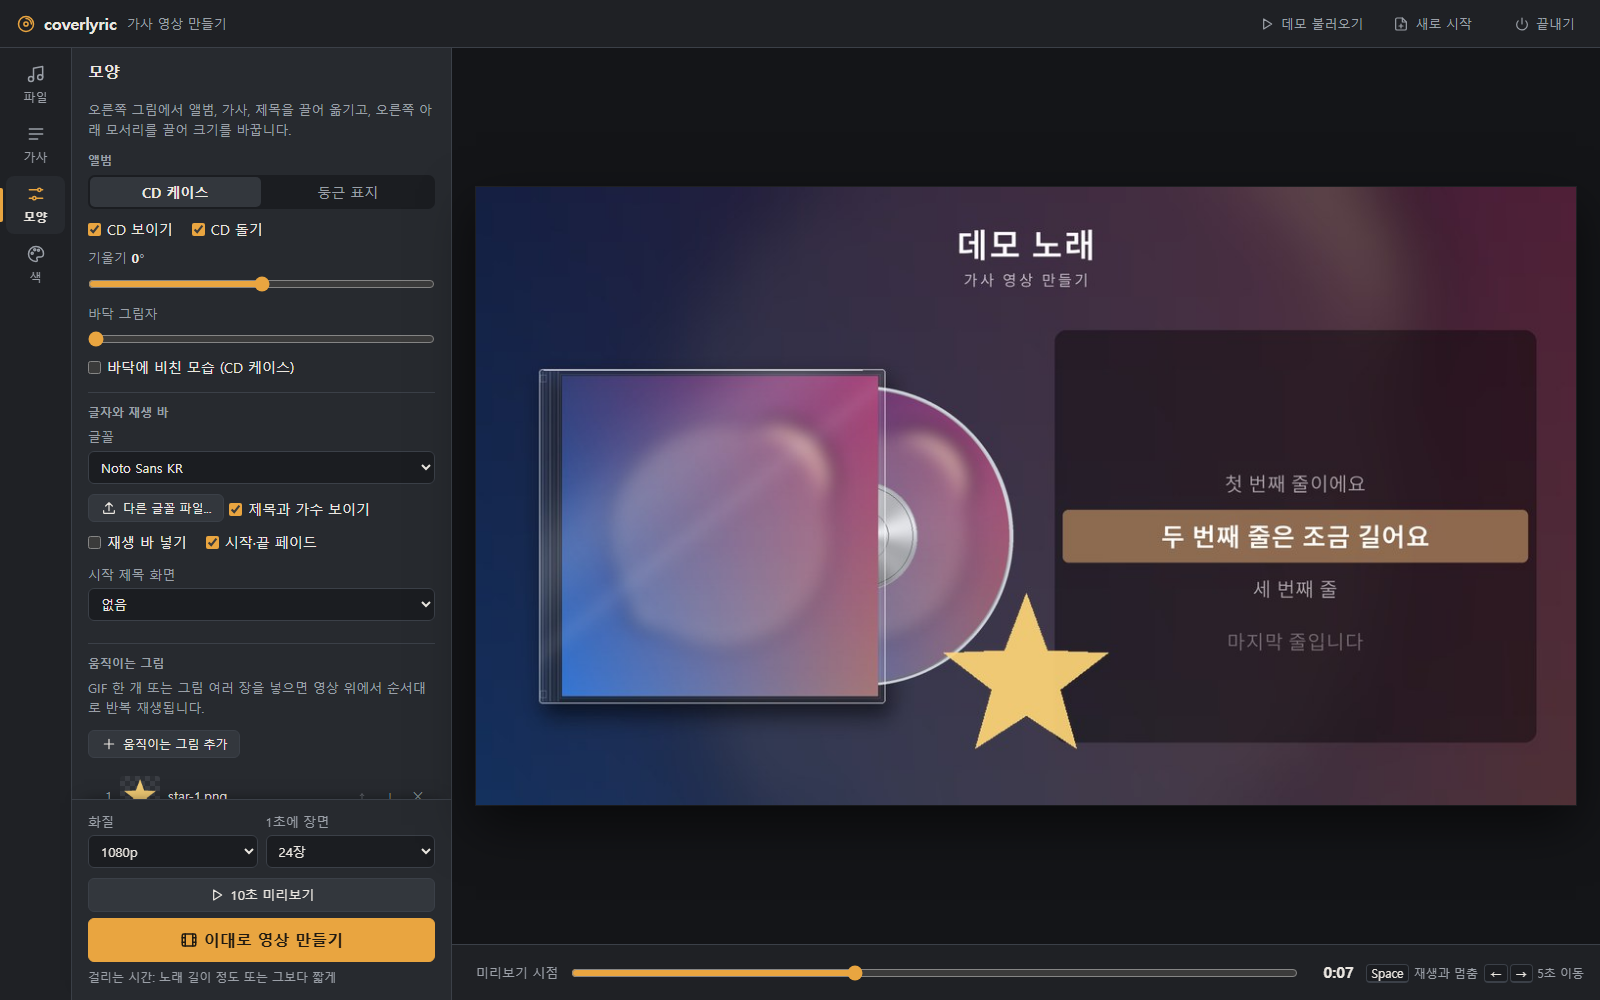 coverlyric 가사 영상 만들기
데모 불러오기
새로 시작
끝내기
파일
가사
모양
색
모양
오른쪽 그림에서 앨범, 가사, 제목을 끌어 옮기고, 오른쪽 아
래 모서리를 끌어 크기를 바꿉니다.
앨범
CD 케이스
둥근 표지
CD 보이기
CD 돌기
기울기 0°
바닥 그림자
바닥에 비친 모습 (CD 케이스)
글자와 재생 바
글꼴
Noto Sans KR
다른 글꼴 파일...
제목과 가수 보이기
재생 바 넣기
시작·끝 페이드
시작 제목 화면
없음
움직이는 그림
GIF 한 개 또는 그림 여러 장을 넣으면 영상 위에서 순서대
로 반복 재생됩니다.
움직이는 그림 추가
1 star-1.png
화질
1초에 장면
1080p
24장
10초 미리보기
이대로 영상 만들기
걸리는 시간: 노래 길이 정도 또는 그보다 짧게
데모 노래
가사 영상 만들기
첫 번째 줄이에요
두 번째 줄은 조금 길어요
세 번째 줄
마지막 줄입니다
미리보기 시점
0:07
Space 재생과 멈춤 ← → 5초 이동